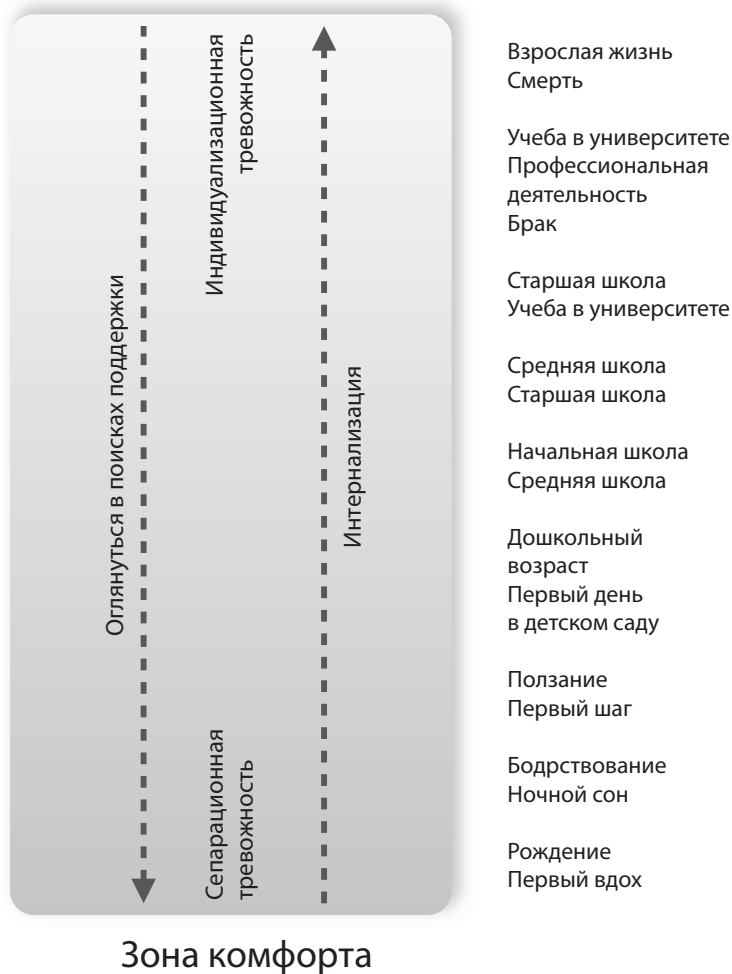 Оглянуться в поисках поддержки
Индивидуализационная
тревожность
Сепарационная
тревожность
Интернализация
Взрослая жизнь
Смерть
Учеба в университете
Профессиональная
деятельность
Брак
Старшая школа
Учеба в университете
Средняя школа
Старшая школа
Начальная школа
Средняя школа
Дошкольный
возраст
Первый день
в детском саду
Ползание
Первый шаг
Бодрствование
Ночной сон
Рождение
Первый вдох
Зона комфорта